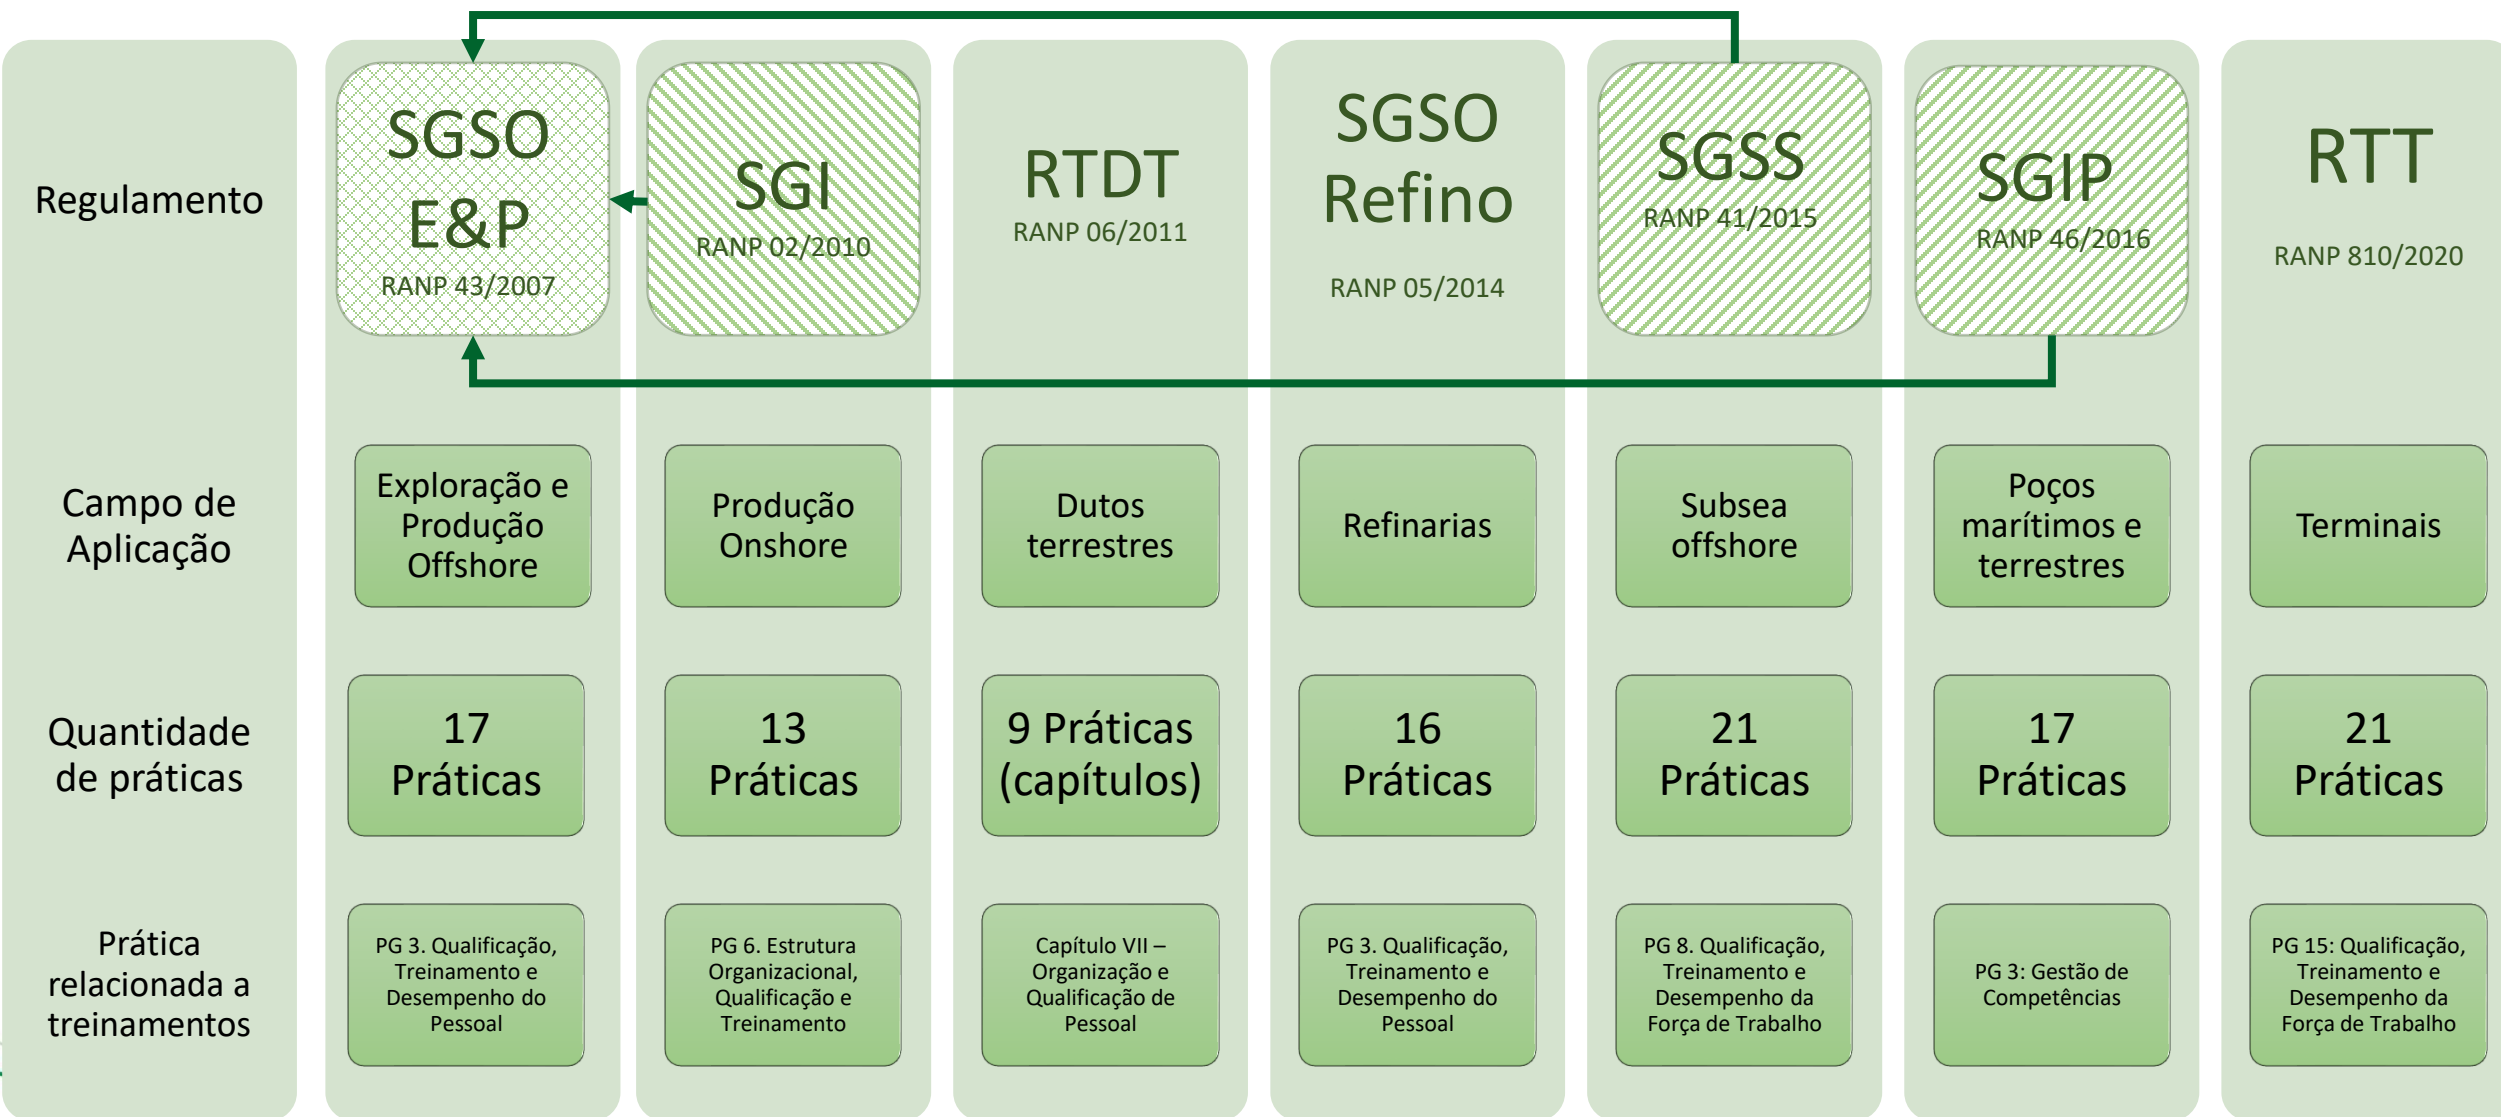 Regulamento
SGSO
E&P
RANP 43/2007
SGI
RANP 02/2010
RTDT
RANP 06/2011
SGSO
Refino
RANP 05/2014
SGSS
RANP 41/2015
SGIP
RANP 46/2016
RTT
RANP 810/2020
Campo de
Aplicação
Exploração e
Produção
Offshore
Produção
Onshore
Dutos
terrestres
Refinarias
Subsea
offshore
Poços
marítimos e
terrestres
Terminais
Quantidade
de práticas
17
Práticas
13
Práticas
9 Práticas
(capítulos)
16
Práticas
21
Práticas
17
Práticas
21
Práticas
Prática
relacionada a
treinamentos
PG 3. Qualificação,
Treinamento e
Desempenho do
Pessoal
PG 6. Estrutura
Organizacional,
Qualificação e
Treinamento
Capítulo VII –
Organização e
Qualificação de
Pessoal
PG 3. Qualificação,
Treinamento e
Desempenho do
Pessoal
PG 8. Qualificação,
Treinamento e
Desempenho da
Força de Trabalho
PG 3: Gestão de
Competências
PG 15: Qualificação,
Treinamento e
Desempenho da
Força de Trabalho